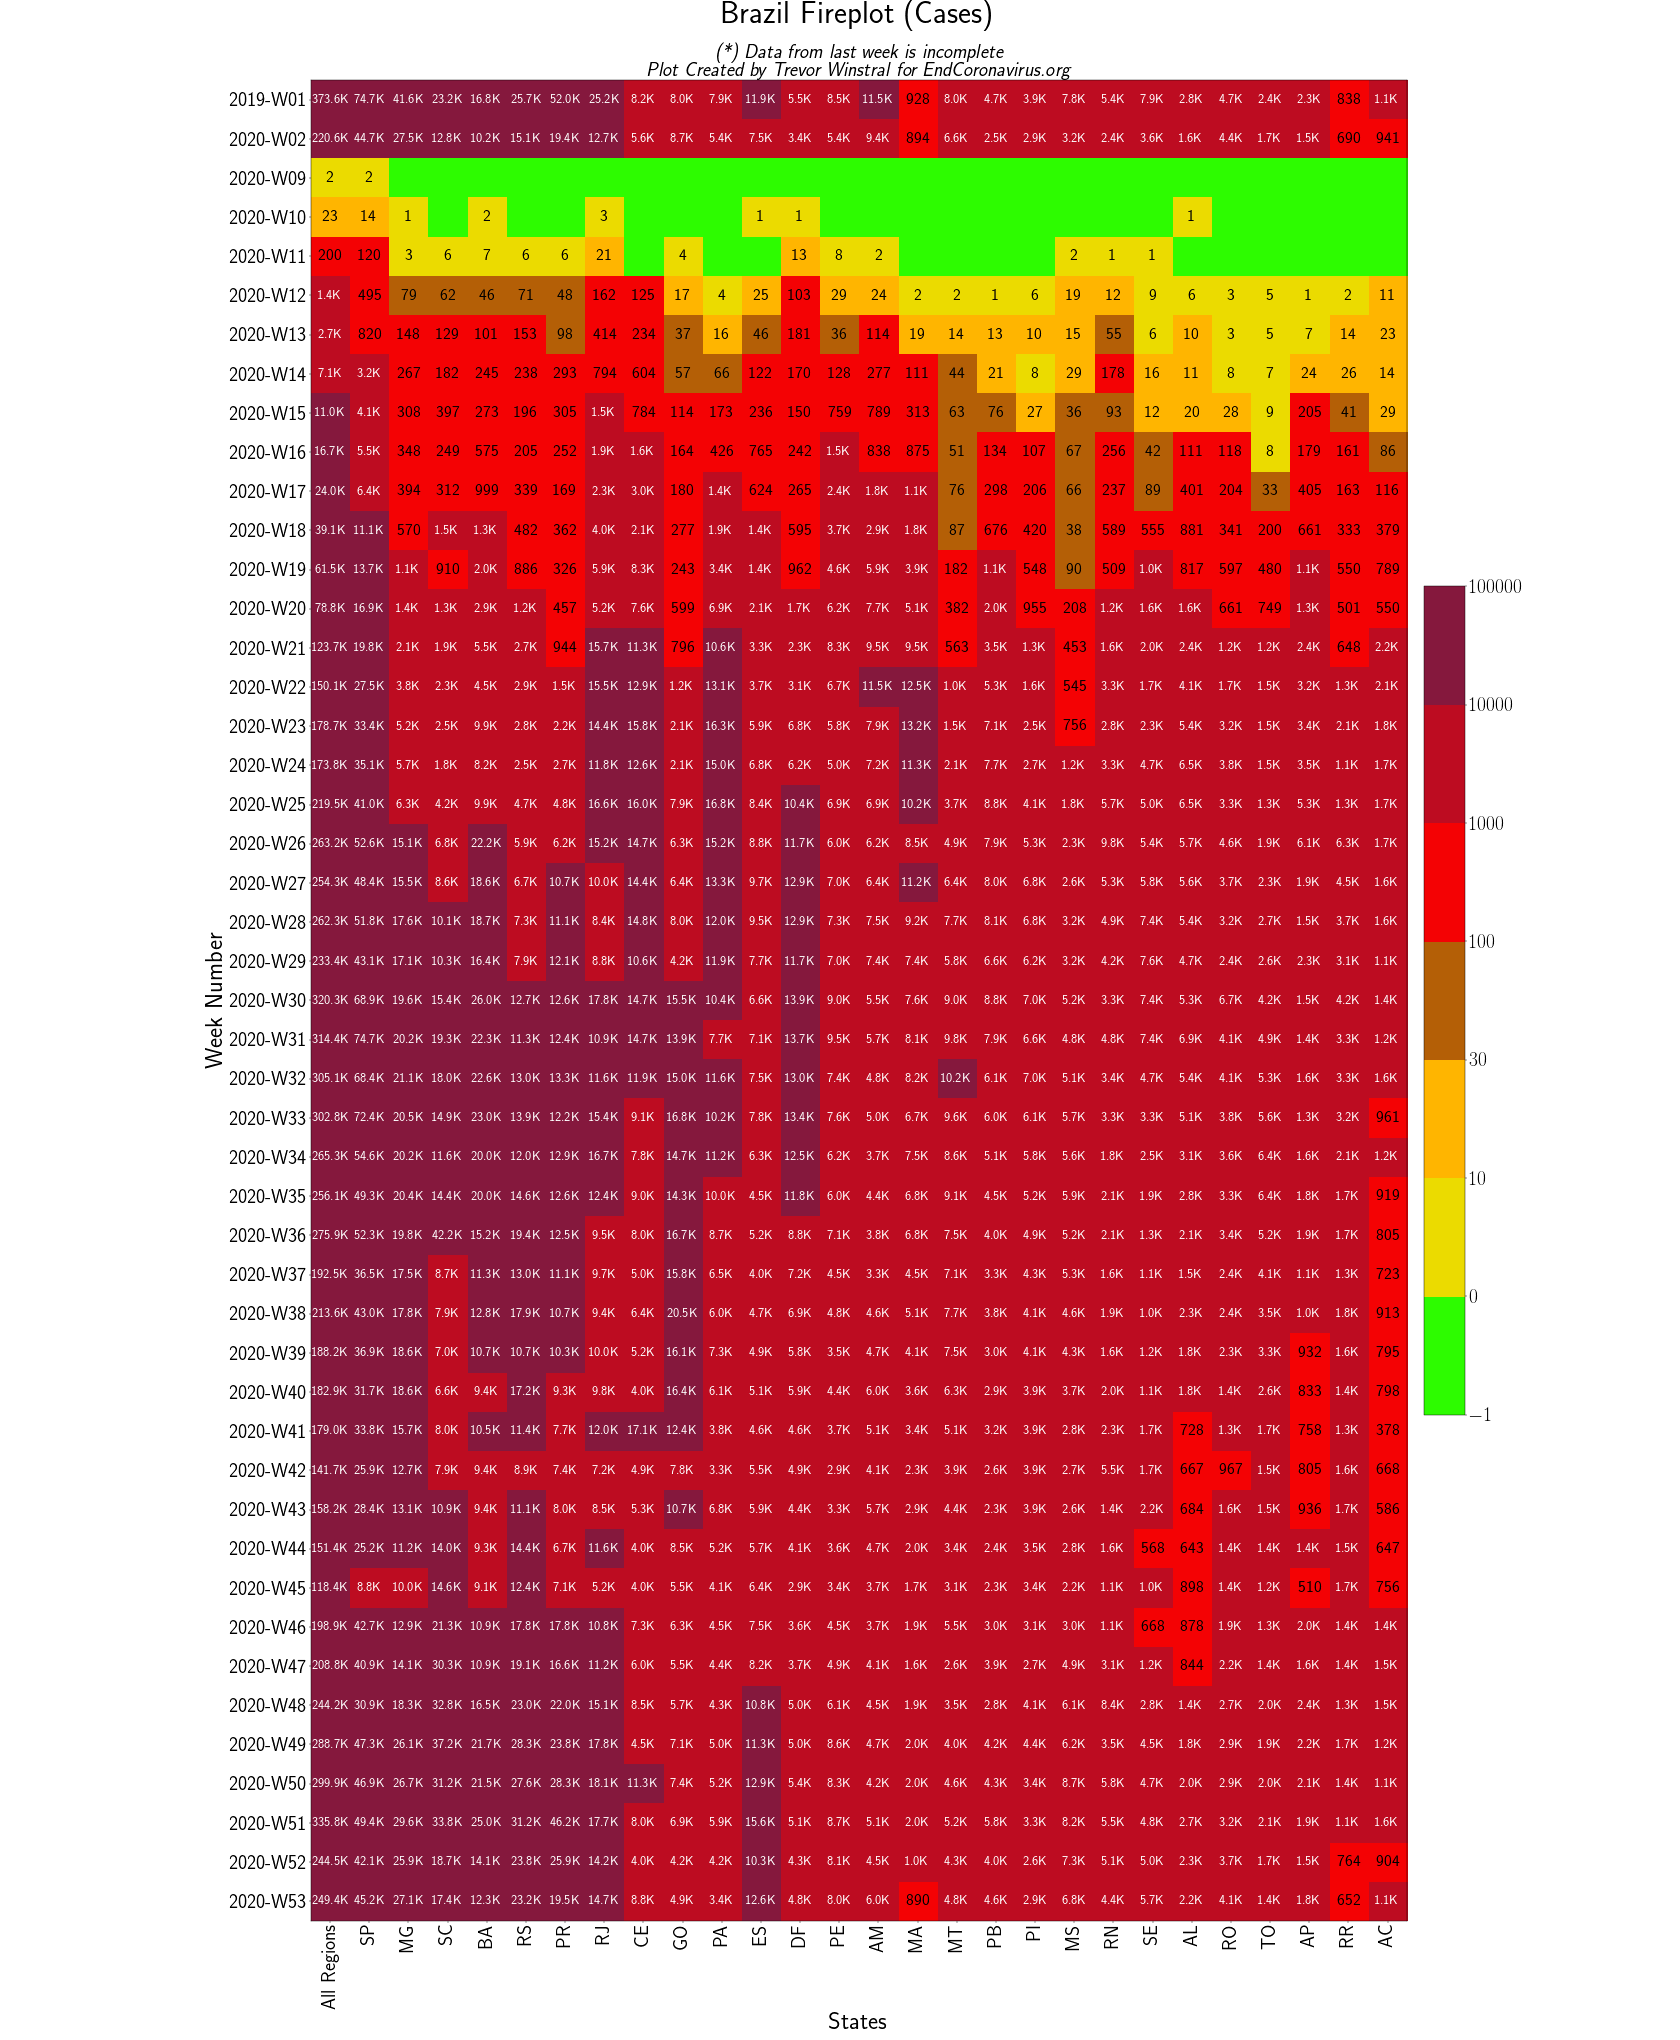 Brazil Fireplot (Cases)
(*) Data from last week is incomplete
Plot Created by Trevor Winstral for EndCoronavirus.org
2019-W01 373.6K 74.7K 41.6K 23.2K 16.8K 25.7K 52.0K 25.2K 8.2K 8.0K 7.9K 11.9K 5.5K 8.5K 11.5K 928 8.0K 4.7K 3.9K 7.8K 5.4K 7.9K 2.8K 4.7K 2.4K 2.3K 838 1.1K
2020-W02 220.6K 44.7K 27.5K 12.8K 10.2K 15.1K 19.4K 12.7K 5.6K 8.7K 5.4K 7.5K 3.4K 5.4K 9.4K 894 6.6K 2.5K 2.9K 3.2K 2.4K 3.6K 1.6K 4.4K 1.7K 1.5K 690 941
2020-W09 2 2
2020-W10 23 14 1 2 3 1 1 1
2020-W11 200 120 3 6 7 6 6 21 4 13 8 2 2 1 1
2020-W12 1.4K 495 79 62 46 71 48 162 125 17 4 25 103 29 24 2 2 1 6 19 12 9 6 3 5 1 2 11
2020-W13 2.7K 820 148 129 101 153 98 414 234 37 16 46 181 36 114 19 14 13 10 15 55 6 10 3 5 7 14 23
2020-W14 7.1K 3.2K 267 182 245 238 293 794 604 57 66 122 170 128 277 111 44 21 8 29 178 16 11 8 7 24 26 14
2020-W15 11.0K 4.1K 308 397 273 196 305 1.5K 784 114 173 236 150 759 789 313 63 76 27 36 93 12 20 28 9 205 41 29
2020-W16 16.7K 5.5K 348 249 575 205 252 1.9K 1.6K 164 426 765 242 1.5K 838 875 51 134 107 67 256 42 111 118 8 179 161 86
2020-W17 24.0K 6.4K 394 312 999 339 169 2.3K 3.0K 180 1.4K 624 265 2.4K 1.8K 1.1K 76 298 206 66 237 89 401 204 33 405 163 116
2020-W18 39.1K 11.1K 570 1.5K 1.3K 482 362 4.0K 2.1K 277 1.9K 1.4K 595 3.7K 2.9K 1.8K 87 676 420 38 589 555 881 341 200 661 333 379
2020-W19 61.5K 13.7K 1.1K 910 2.0K 886 326 5.9K 8.3K 243 3.4K 1.4K 962 4.6K 5.9K 3.9K 182 1.1K 548 90 509 1.0K 817 597 480 1.1K 550 789
2020-W20 78.8K 16.9K 1.4K 1.3K 2.9K 1.2K 457 5.2K 7.6K 599 6.9K 2.1K 1.7K 6.2K 7.7K 5.1K 382 2.0K 955 208 1.2K 1.6K 1.6K 661 749 1.3K 501 550
2020-W21 123.7K 19.8K 2.1K 1.9K 5.5K 2.7K 944 15.7K 11.3K 796 10.6K 3.3K 2.3K 8.3K 9.5K 9.5K 563 3.5K 1.3K 453 1.6K 2.0K 2.4K 1.2K 1.2K 2.4K 648 2.2K
2020-W22 150.1K 27.5K 3.8K 2.3K 4.5K 2.9K 1.5K 15.5K 12.9K 1.2K 13.1K 3.7K 3.1K 6.7K 11.5K 12.5K 1.0K 5.3K 1.6K 545 3.3K 1.7K 4.1K 1.7K 1.5K 3.2K 1.3K 2.1K
2020-W23 178.7K 33.4K 5.2K 2.5K 9.9K 2.8K 2.2K 14.4K 15.8K 2.1K 16.3K 5.9K 6.8K 5.8K 7.9K 13.2K 1.5K 7.1K 2.5K 756 2.8K 2.3K 5.4K 3.2K 1.5K 3.4K 2.1K 1.8K
2020-W24 173.8K 35.1K 5.7K 1.8K 8.2K 2.5K 2.7K 11.8K 12.6K 2.1K 15.0K 6.8K 6.2K 5.0K 7.2K 11.3K 2.1K 7.7K 2.7K 1.2K 3.3K 4.7K 6.5K 3.8K 1.5K 3.5K 1.1K 1.7K
2020-W25 219.5K 41.0K 6.3K 4.2K 9.9K 4.7K 4.8K 16.6K 16.0K 7.9K 16.8K 8.4K 10.4K 6.9K 6.9K 10.2K 3.7K 8.8K 4.1K 1.8K 5.7K 5.0K 6.5K 3.3K 1.3K 5.3K 1.3K 1.7K
2020-W26 263.2K 52.6K 15.1K 6.8K 22.2K 5.9K 6.2K 15.2K 14.7K 6.3K 15.2K 8.8K 11.7K 6.0K 6.2K 8.5K 4.9K 7.9K 5.3K 2.3K 9.8K 5.4K 5.7K 4.6K 1.9K 6.1K 6.3K 1.7K
2020-W27 254.3K 48.4K 15.5K 8.6K 18.6K 6.7K 10.7K 10.0K 14.4K 6.4K 13.3K 9.7K 12.9K 7.0K 6.4K 11.2K 6.4K 8.0K 6.8K 2.6K 5.3K 5.8K 5.6K 3.7K 2.3K 1.9K 4.5K 1.6K
2020-W28 262.3K 51.8K 17.6K 10.1K 18.7K 7.3K 11.1K 8.4K 14.8K 8.0K 12.0K 9.5K 12.9K 7.3K 7.5K 9.2K 7.7K 8.1K 6.8K 3.2K 4.9K 7.4K 5.4K 3.2K 2.7K 1.5K 3.7K 1.6K
2020-W29 233.4K 43.1K 17.1K 10.3K 16.4K 7.9K 12.1K 8.8K 10.6K 4.2K 11.9K 7.7K 11.7K 7.0K 7.4K 7.4K 5.8K 6.6K 6.2K 3.2K 4.2K 7.6K 4.7K 2.4K 2.6K 2.3K 3.1K 1.1K
2020-W30 320.3K 68.9K 19.6K 15.4K 26.0K 12.7K 12.6K 17.8K 14.7K 15.5K 10.4K 6.6K 13.9K 9.0K 5.5K 7.6K 9.0K 8.8K 7.0K 5.2K 3.3K 7.4K 5.3K 6.7K 4.2K 1.5K 4.2K 1.4K
2020-W31 314.4K 74.7K 20.2K 19.3K 22.3K 11.3K 12.4K 10.9K 14.7K 13.9K 7.7K 7.1K 13.7K 9.5K 5.7K 8.1K 9.8K 7.9K 6.6K 4.8K 4.8K 7.4K 6.9K 4.1K 4.9K 1.4K 3.3K 1.2K
2020-W32 305.1K 68.4K 21.1K 18.0K 22.6K 13.0K 13.3K 11.6K 11.9K 15.0K 11.6K 7.5K 13.0K 7.4K 4.8K 8.2K 10.2K 6.1K 7.0K 5.1K 3.4K 4.7K 5.4K 4.1K 5.3K 1.6K 3.3K 1.6K
2020-W33 302.8K 72.4K 20.5K 14.9K 23.0K 13.9K 12.2K 15.4K 9.1K 16.8K 10.2K 7.8K 13.4K 7.6K 5.0K 6.7K 9.6K 6.0K 6.1K 5.7K 3.3K 3.3K 5.1K 3.8K 5.6K 1.3K 3.2K 961
2020-W34 265.3K 54.6K 20.2K 11.6K 20.0K 12.0K 12.9K 16.7K 7.8K 14.7K 11.2K 6.3K 12.5K 6.2K 3.7K 7.5K 8.6K 5.1K 5.8K 5.6K 1.8K 2.5K 3.1K 3.6K 6.4K 1.6K 2.1K 1.2K
2020-W35 256.1K 49.3K 20.4K 14.4K 20.0K 14.6K 12.6K 12.4K 9.0K 14.3K 10.0K 4.5K 11.8K 6.0K 4.4K 6.8K 9.1K 4.5K 5.2K 5.9K 2.1K 1.9K 2.8K 3.3K 6.4K 1.8K 1.7K 919
2020-W36 275.9K 52.3K 19.8K 42.2K 15.2K 19.4K 12.5K 9.5K 8.0K 16.7K 8.7K 5.2K 8.8K 7.1K 3.8K 6.8K 7.5K 4.0K 4.9K 5.2K 2.1K 1.3K 2.1K 3.4K 5.2K 1.9K 1.7K 805
2020-W37 192.5K 36.5K 17.5K 8.7K 11.3K 13.0K 11.1K 9.7K 5.0K 15.8K 6.5K 4.0K 7.2K 4.5K 3.3K 4.5K 7.1K 3.3K 4.3K 5.3K 1.6K 1.1K 1.5K 2.4K 4.1K 1.1K 1.3K 723
2020-W38 213.6K 43.0K 17.8K 7.9K 12.8K 17.9K 10.7K 9.4K 6.4K 20.5K 6.0K 4.7K 6.9K 4.8K 4.6K 5.1K 7.7K 3.8K 4.1K 4.6K 1.9K 1.0K 2.3K 2.4K 3.5K 1.0K 1.8K 913
2020-W39 188.2K 36.9K 18.6K 7.0K 10.7K 10.7K 10.3K 10.0K 5.2K 16.1K 7.3K 4.9K 5.8K 3.5K 4.7K 4.1K 7.5K 3.0K 4.1K 4.3K 1.6K 1.2K 1.8K 2.3K 3.3K 932 1.6K 795
2020-W40 182.9K 31.7K 18.6K 6.6K 9.4K 17.2K 9.3K 9.8K 4.0K 16.4K 6.1K 5.1K 5.9K 4.4K 6.0K 3.6K 6.3K 2.9K 3.9K 3.7K 2.0K 1.1K 1.8K 1.4K 2.6K 833 1.4K 798
2020-W41 179.0K 33.8K 15.7K 8.0K 10.5K 11.4K 7.7K 12.0K 17.1K 12.4K 3.8K 4.6K 4.6K 3.7K 5.1K 3.4K 5.1K 3.2K 3.9K 2.8K 2.3K 1.7K 728 1.3K 1.7K 758 1.3K 378
2020-W42 141.7K 25.9K 12.7K 7.9K 9.4K 8.9K 7.4K 7.2K 4.9K 7.8K 3.3K 5.5K 4.9K 2.9K 4.1K 2.3K 3.9K 2.6K 3.9K 2.7K 5.5K 1.7K 667 967 1.5K 805 1.6K 668
2020-W43 158.2K 28.4K 13.1K 10.9K 9.4K 11.1K 8.0K 8.5K 5.3K 10.7K 6.8K 5.9K 4.4K 3.3K 5.7K 2.9K 4.4K 2.3K 3.9K 2.6K 1.4K 2.2K 684 1.6K 1.5K 936 1.7K 586
2020-W44 151.4K 25.2K 11.2K 14.0K 9.3K 14.4K 6.7K 11.6K 4.0K 8.5K 5.2K 5.7K 4.1K 3.6K 4.7K 2.0K 3.4K 2.4K 3.5K 2.8K 1.6K 568 643 1.4K 1.4K 1.4K 1.5K 647
2020-W45 118.4K 8.8K 10.0K 14.6K 9.1K 12.4K 7.1K 5.2K 4.0K 5.5K 4.1K 6.4K 2.9K 3.4K 3.7K 1.7K 3.1K 2.3K 3.4K 2.2K 1.1K 1.0K 898 1.4K 1.2K 510 1.7K 756
2020-W46 198.9K 42.7K 12.9K 21.3K 10.9K 17.8K 17.8K 10.8K 7.3K 6.3K 4.5K 7.5K 3.6K 4.5K 3.7K 1.9K 5.5K 3.0K 3.1K 3.0K 1.1K 668 878 1.9K 1.3K 2.0K 1.4K 1.4K
2020-W47 208.8K 40.9K 14.1K 30.3K 10.9K 19.1K 16.6K 11.2K 6.0K 5.5K 4.4K 8.2K 3.7K 4.9K 4.1K 1.6K 2.6K 3.9K 2.7K 4.9K 3.1K 1.2K 844 2.2K 1.4K 1.6K 1.4K 1.5K
2020-W48 244.2K 30.9K 18.3K 32.8K 16.5K 23.0K 22.0K 15.1K 8.5K 5.7K 4.3K 10.8K 5.0K 6.1K 4.5K 1.9K 3.5K 2.8K 4.1K 6.1K 8.4K 2.8K 1.4K 2.7K 2.0K 2.4K 1.3K 1.5K
2020-W49 288.7K 47.3K 26.1K 37.2K 21.7K 28.3K 23.8K 17.8K 4.5K 7.1K 5.0K 11.3K 5.0K 8.6K 4.7K 2.0K 4.0K 4.2K 4.4K 6.2K 3.5K 4.5K 1.8K 2.9K 1.9K 2.2K 1.7K 1.2K
2020-W50 299.9K 46.9K 26.7K 31.2K 21.5K 27.6K 28.3K 18.1K 11.3K 7.4K 5.2K 12.9K 5.4K 8.3K 4.2K 2.0K 4.6K 4.3K 3.4K 8.7K 5.8K 4.7K 2.0K 2.9K 2.0K 2.1K 1.4K 1.1K
2020-W51 335.8K 49.4K 29.6K 33.8K 25.0K 31.2K 46.2K 17.7K 8.0K 6.9K 5.9K 15.6K 5.1K 8.7K 5.1K 2.0K 5.2K 5.8K 3.3K 8.2K 5.5K 4.8K 2.7K 3.2K 2.1K 1.9K 1.1K 1.6K
2020-W52 244.5K 42.1K 25.9K 18.7K 14.1K 23.8K 25.9K 14.2K 4.0K 4.2K 4.2K 10.3K 4.3K 8.1K 4.5K 1.0K 4.3K 4.0K 2.6K 7.3K 5.1K 5.0K 2.3K 3.7K 1.7K 1.5K 764 904
2020-W53 249.4K 45.2K 27.1K 17.4K 12.3K 23.2K 19.5K 14.7K 8.8K 4.9K 3.4K 12.6K 4.8K 8.0K 6.0K 890 4.8K 4.6K 2.9K 6.8K 4.4K 5.7K 2.2K 4.1K 1.4K 1.8K 652 1.1K
All Regions SP MG SC BA RS PR RJ CE GO PA ES DF PE AM MA MT PB PI MS RN SE AL RO TO AP RR AC
States
Week Number
100000
10000
1000
100
30
10
0
−1